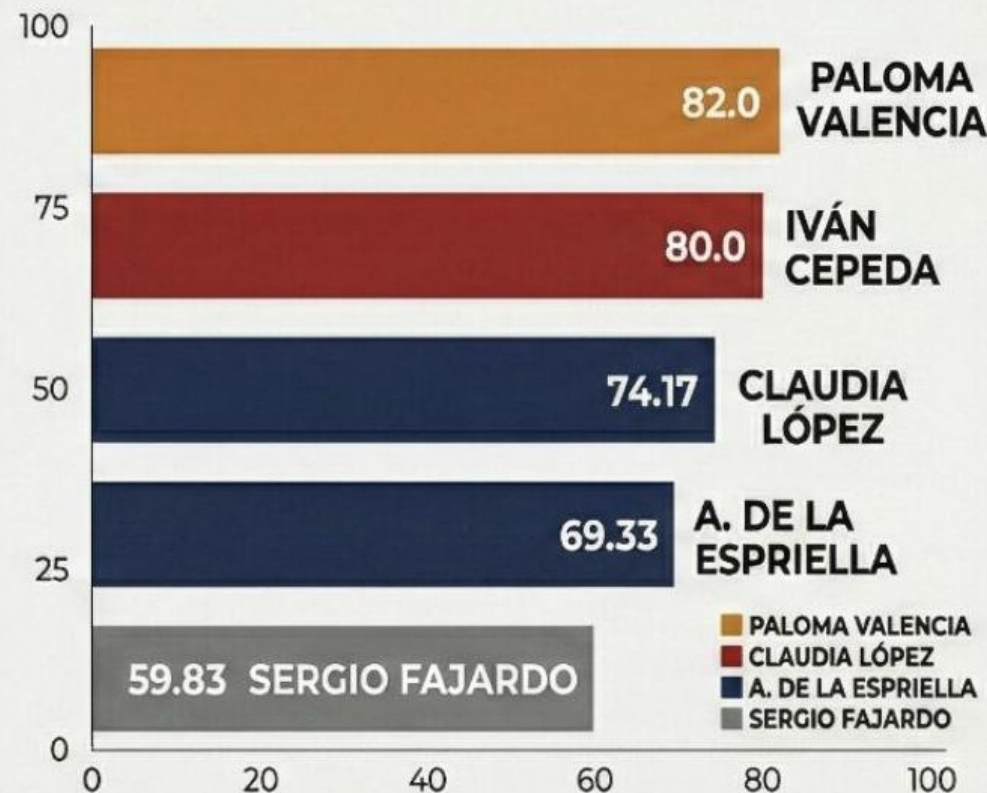 100
82.0
PALOMA
VALENCIA
75
80.0
IVÁN
CEPEDA
50
74.17
CLAUDIA
LÓPEZ
69.33
A. DE LA
ESPRIELLA
25
59.83 SERGIO FAJARDO
PALOMA VALENCIA
CLAUDIA LÓPEZ
A. DE LA ESPRIELLA
SERGIO FAJARDO
0
0 20 40 60 80 100